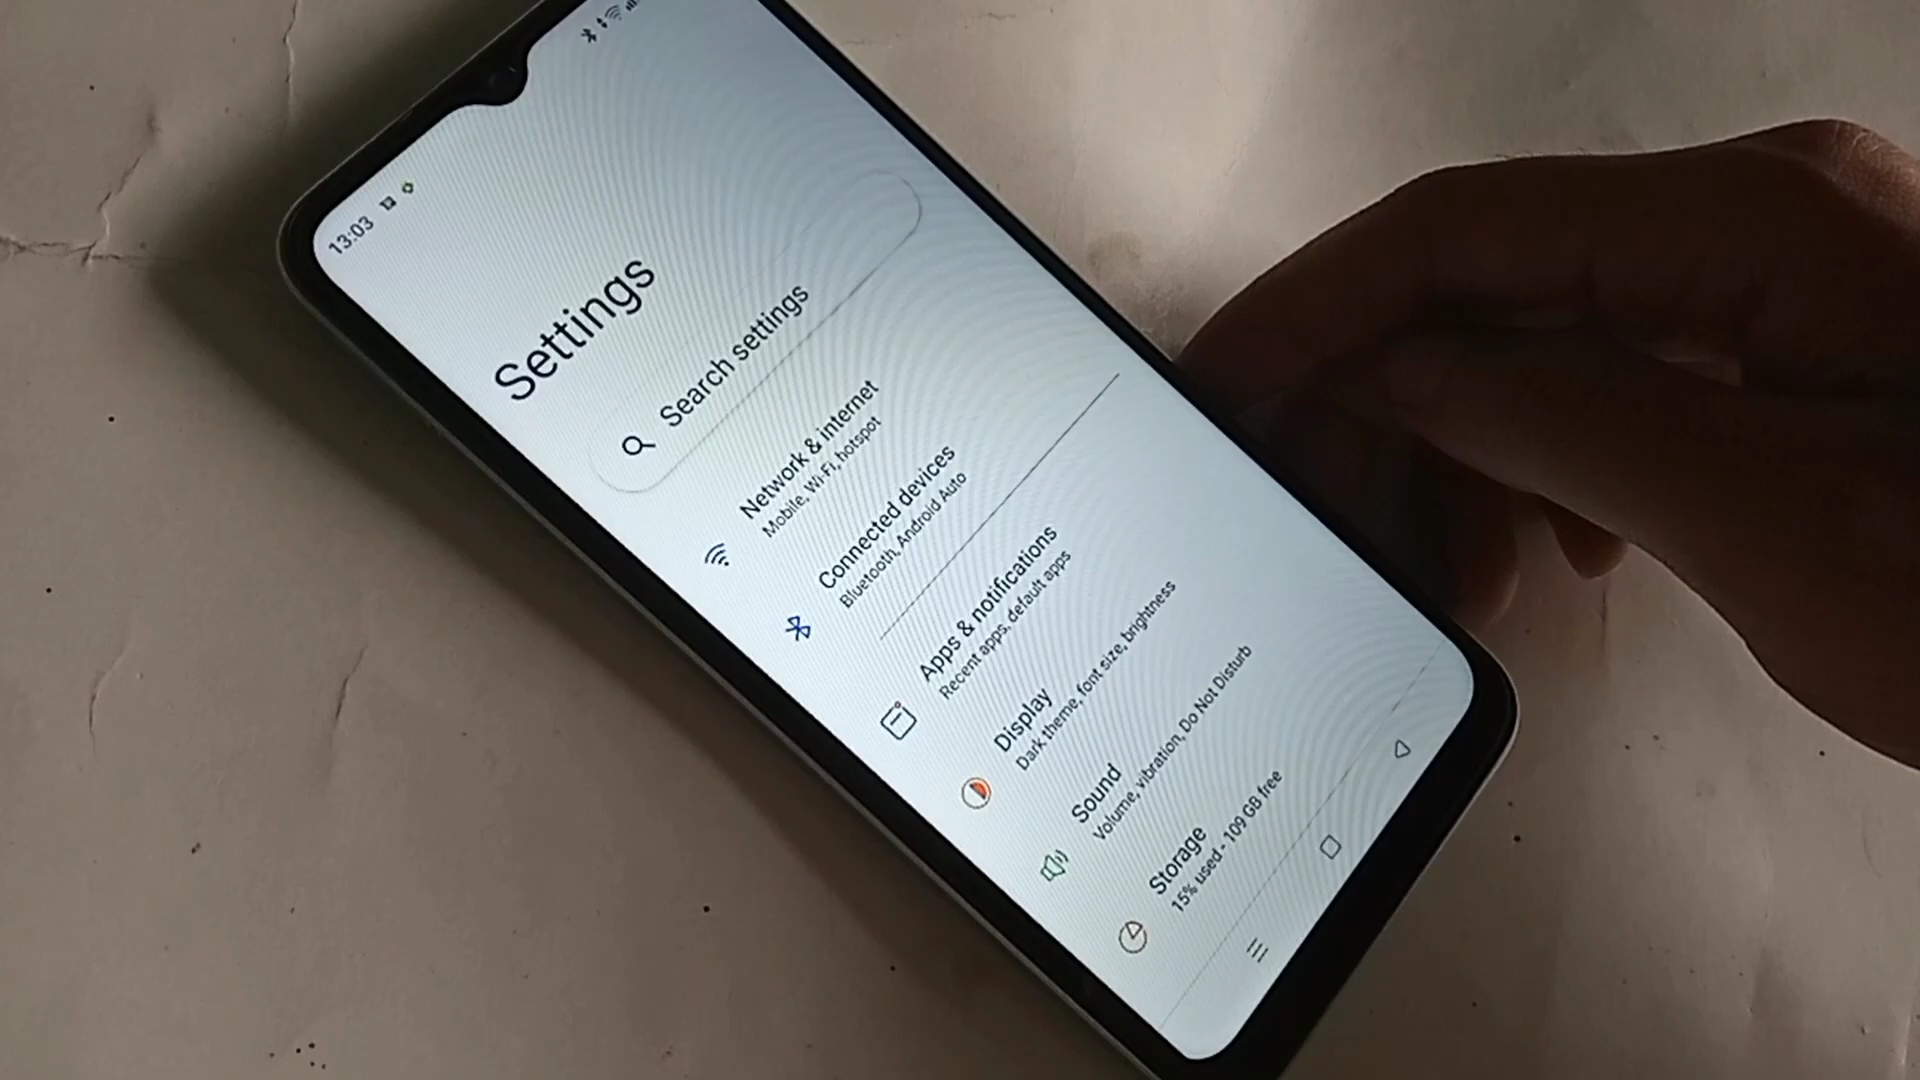 13:03
Settings
Search settings
Network & internet
Mobile, Wi-Fi, hotspot
Connected devices
Bluetooth, Android Auto
Apps & notifications
Recent apps, default apps
Display
Dark theme, font size, brightness
Sound
Volume, vibration, Do Not Disturb
Storage
15% used - 109 GB free